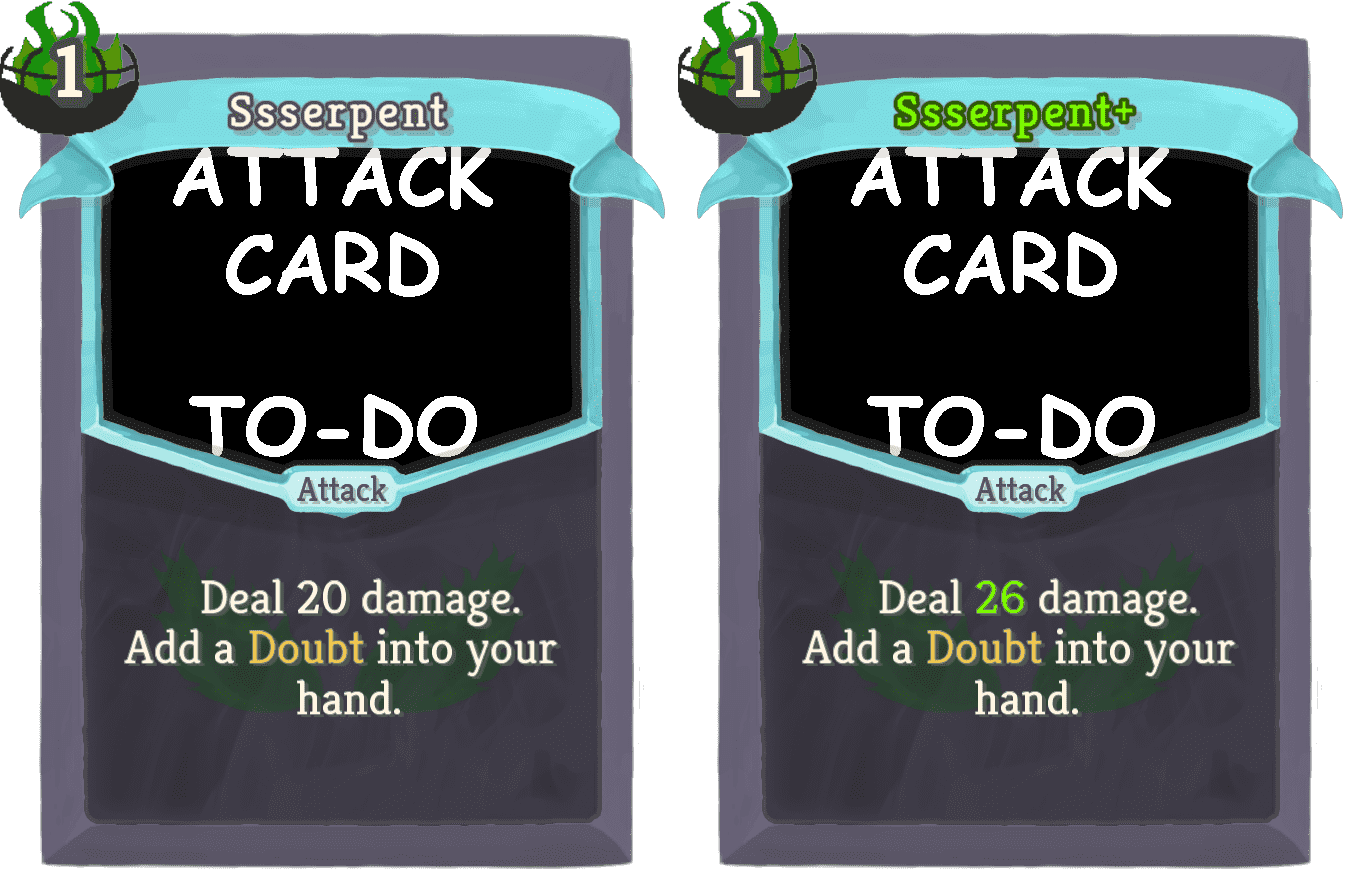 1
Ssserpent
ATTACK
CARD
TO-DO
Attack
Deal 20 damage.
Add a Doubt into your
hand.
1
Ssserpent+
ATTACK
CARD
TO-DO
Attack
Deal 26 damage.
Add a Doubt into your
hand.